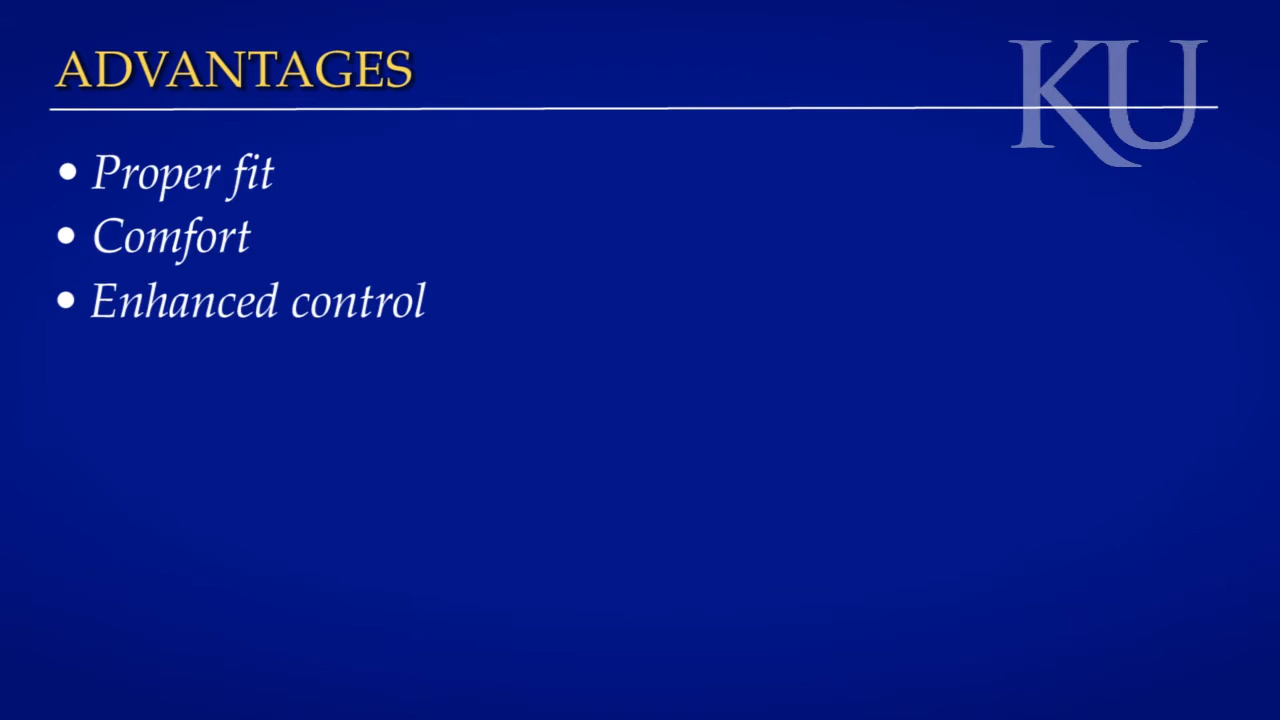 KU
ADVANTAGES
• Proper fit
• Comfort
• Enhanced control